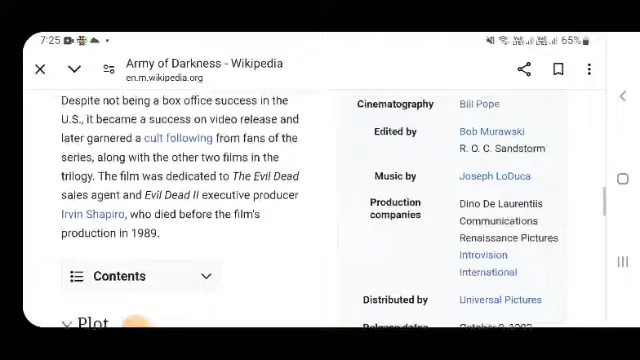 7:25
65%
Army of Darkness - Wikipedia
en.m.wikipedia.org
Despite not being a box office success in the
U.S., it became a success on video release and
later garnered a cult following from fans of the
series, along with the other two films in the
trilogy. The film was dedicated to The Evil Dead
sales agent and Evil Dead II executive producer
Irvin Shapiro, who died before the film's
production in 1989.
Contents
Plot
Cinematography Bill Pope
Edited by Bob Murawski
R. O. C. Sandstorm
Music by Joseph LoDuca
Production Dino De Laurentiis
companies Communications
Renaissance Pictures
Introvision
International
Distributed by Universal Pictures